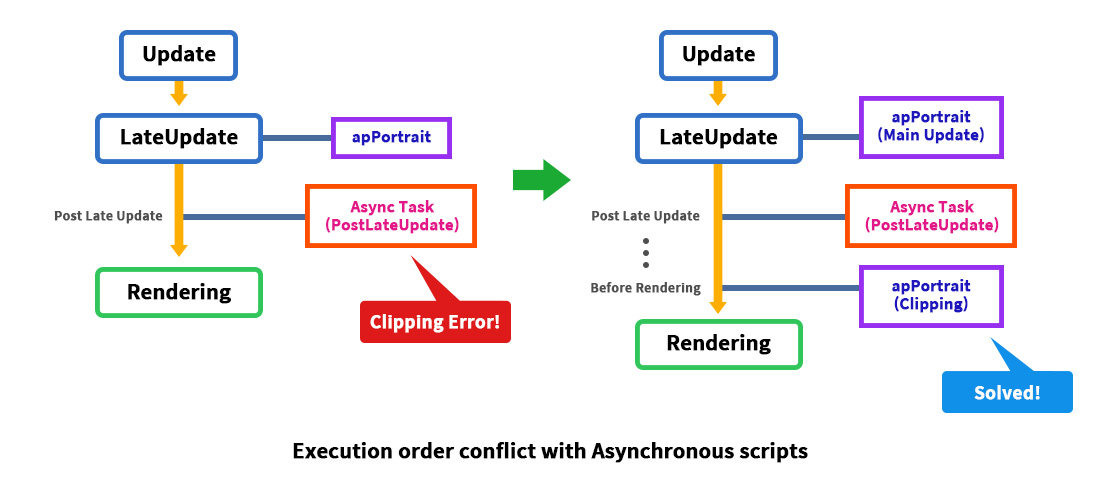 Update
LateUpdate
apPortrait
Post Late Update
Async Task
(PostLateUpdate)
Rendering
Clipping Error!
Update
LateUpdate
apPortrait
(Main Update)
Post Late Update
Async Task
(PostLateUpdate)
Before Rendering
apPortrait
(Clipping)
Rendering
Solved!
Execution order conflict with Asynchronous scripts